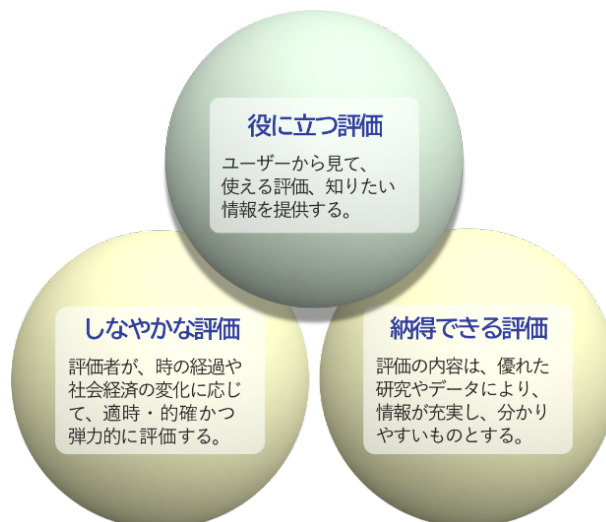 役に立つ評価
ユーザーから見て、
使える評価、知りたい
情報を提供する。
しなやかな評価
評価者が、時の経過や
社会経済の変化に応じ
て、適時・的確かつ
弾力的に評価する。
納得できる評価
評価の内容は、優れた
研究やデータにより、
情報が充実し、分かり
やすいものとする。